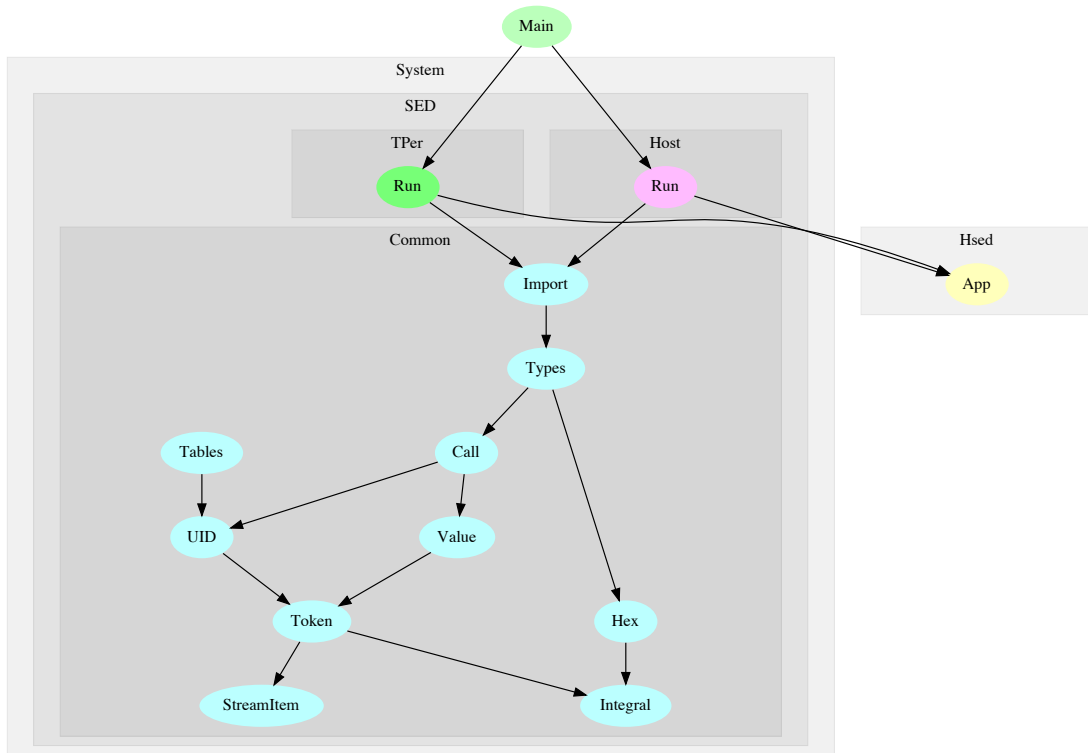 Main
System
SED
TPer
Host
Run
Run
Common
Hsed
Import
App
Types
Tables
Call
UID
Value
Token
Hex
StreamItem
Integral